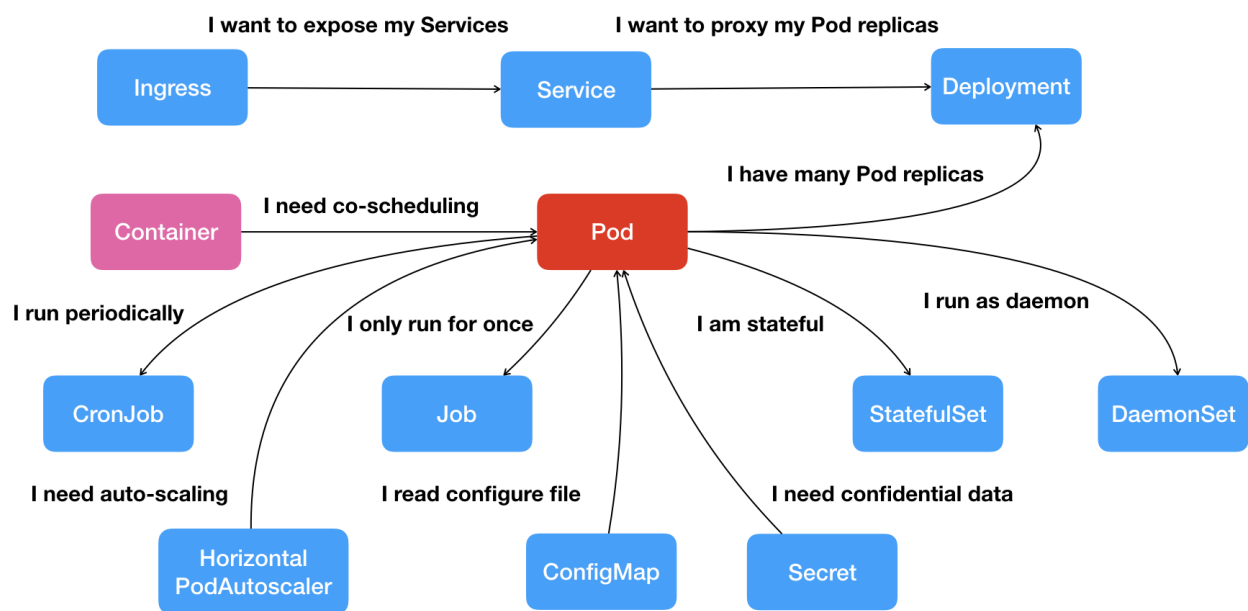 I want to expose my Services
I want to proxy my Pod replicas
Ingress
Service
Deployment
I have many Pod replicas
Container
I need co-scheduling
Pod
I run periodically
I only run for once
I am stateful
I run as daemon
CronJob
Job
StatefulSet
DaemonSet
I need auto-scaling
I read configure file
I need confidential data
Horizontal
PodAutoscaler
ConfigMap
Secret